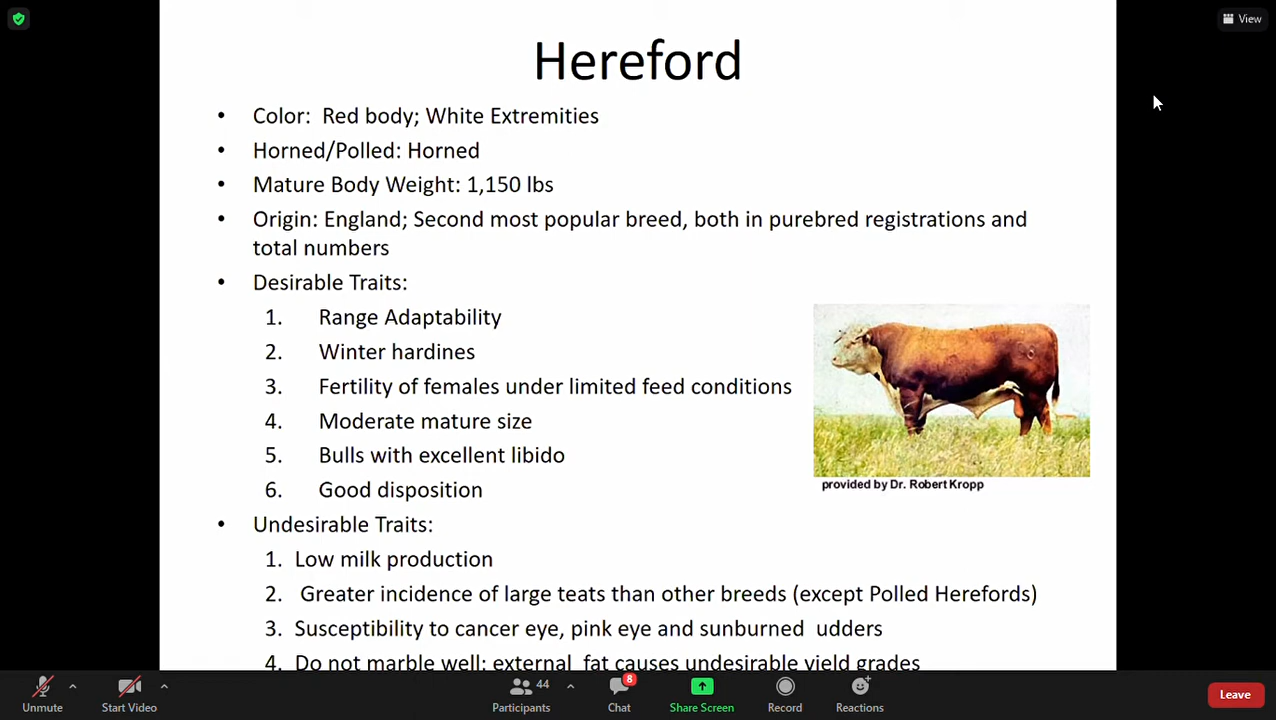 View
Hereford
• Color:  Red body; White Extremities
• Horned/Polled: Horned
• Mature Body Weight: 1,150 lbs
• Origin: England; Second most popular breed, both in purebred registrations and
total numbers
• Desirable Traits:
1. Range Adaptability
2. Winter hardines
3. Fertility of females under limited feed conditions
4. Moderate mature size
5. Bulls with excellent libido
6. Good disposition
provided by Dr. Robert Kropp
• Undesirable Traits:
1. Low milk production
2. Greater incidence of large teats than other breeds (except Polled Herefords)
3. Susceptibility to cancer eye, pink eye and sunburned  udders
4. Do not marble well; external  fat causes undesirable yield grades
Unmute
Start Video
44
Participants
8
Chat
Share Screen
Record
Reactions
Leave